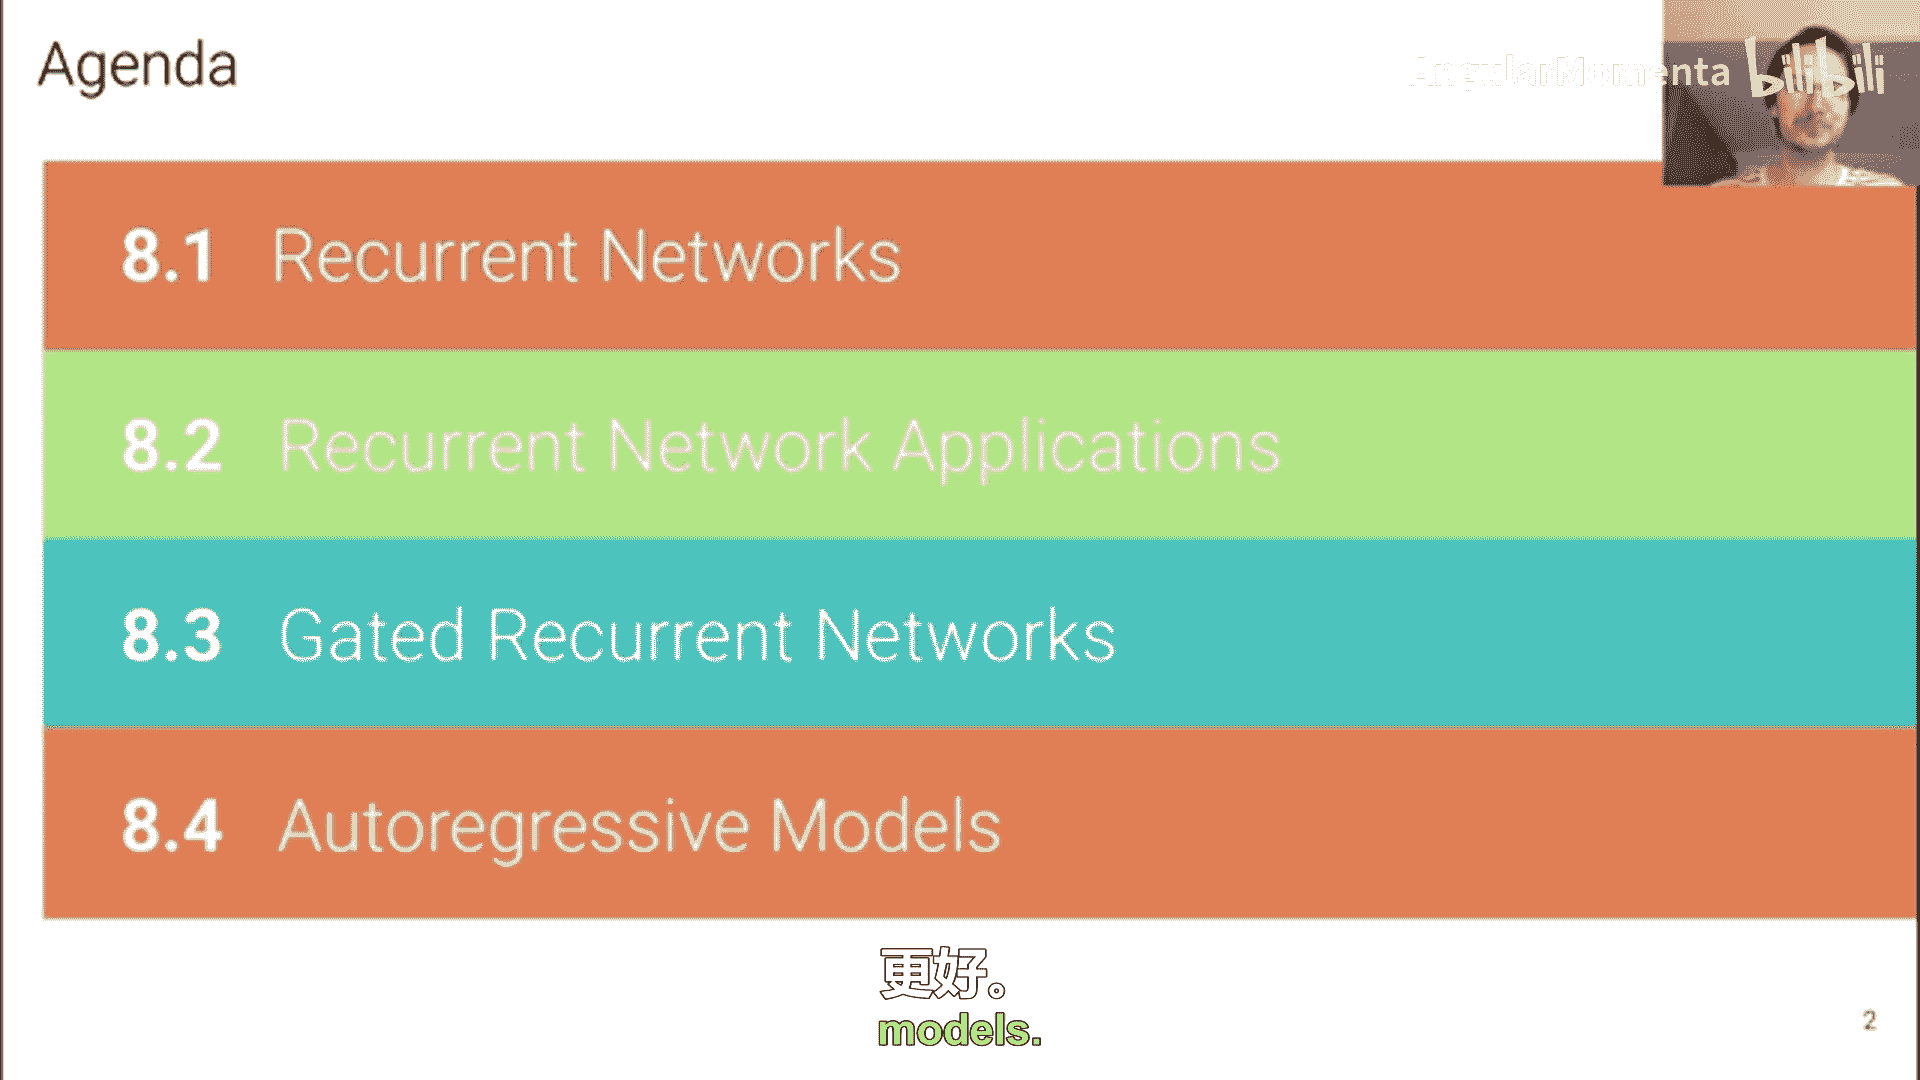 Agenda
AngularMomenta bilibili
8.1 Recurrent Networks
8.2 Recurrent Network Applications
8.3 Gated Recurrent Networks
8.4 Autoregressive Models
更好。
models.
2